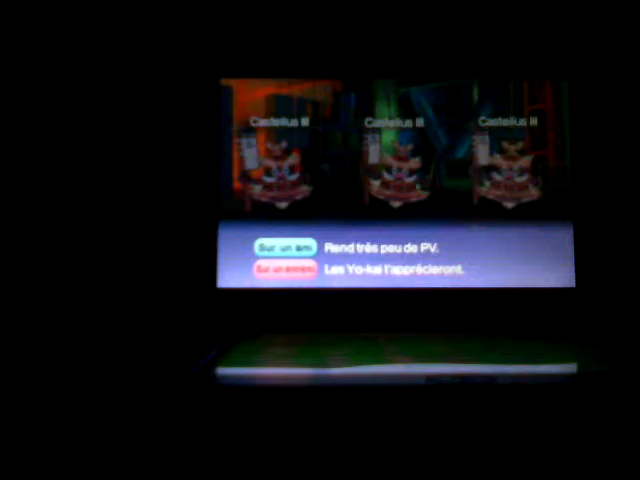 Castelius III Castelius III Castelius III
Sur un ami Rend très peu de PV.
Sur un ennemi Les Yo-kai t'apprécieront.